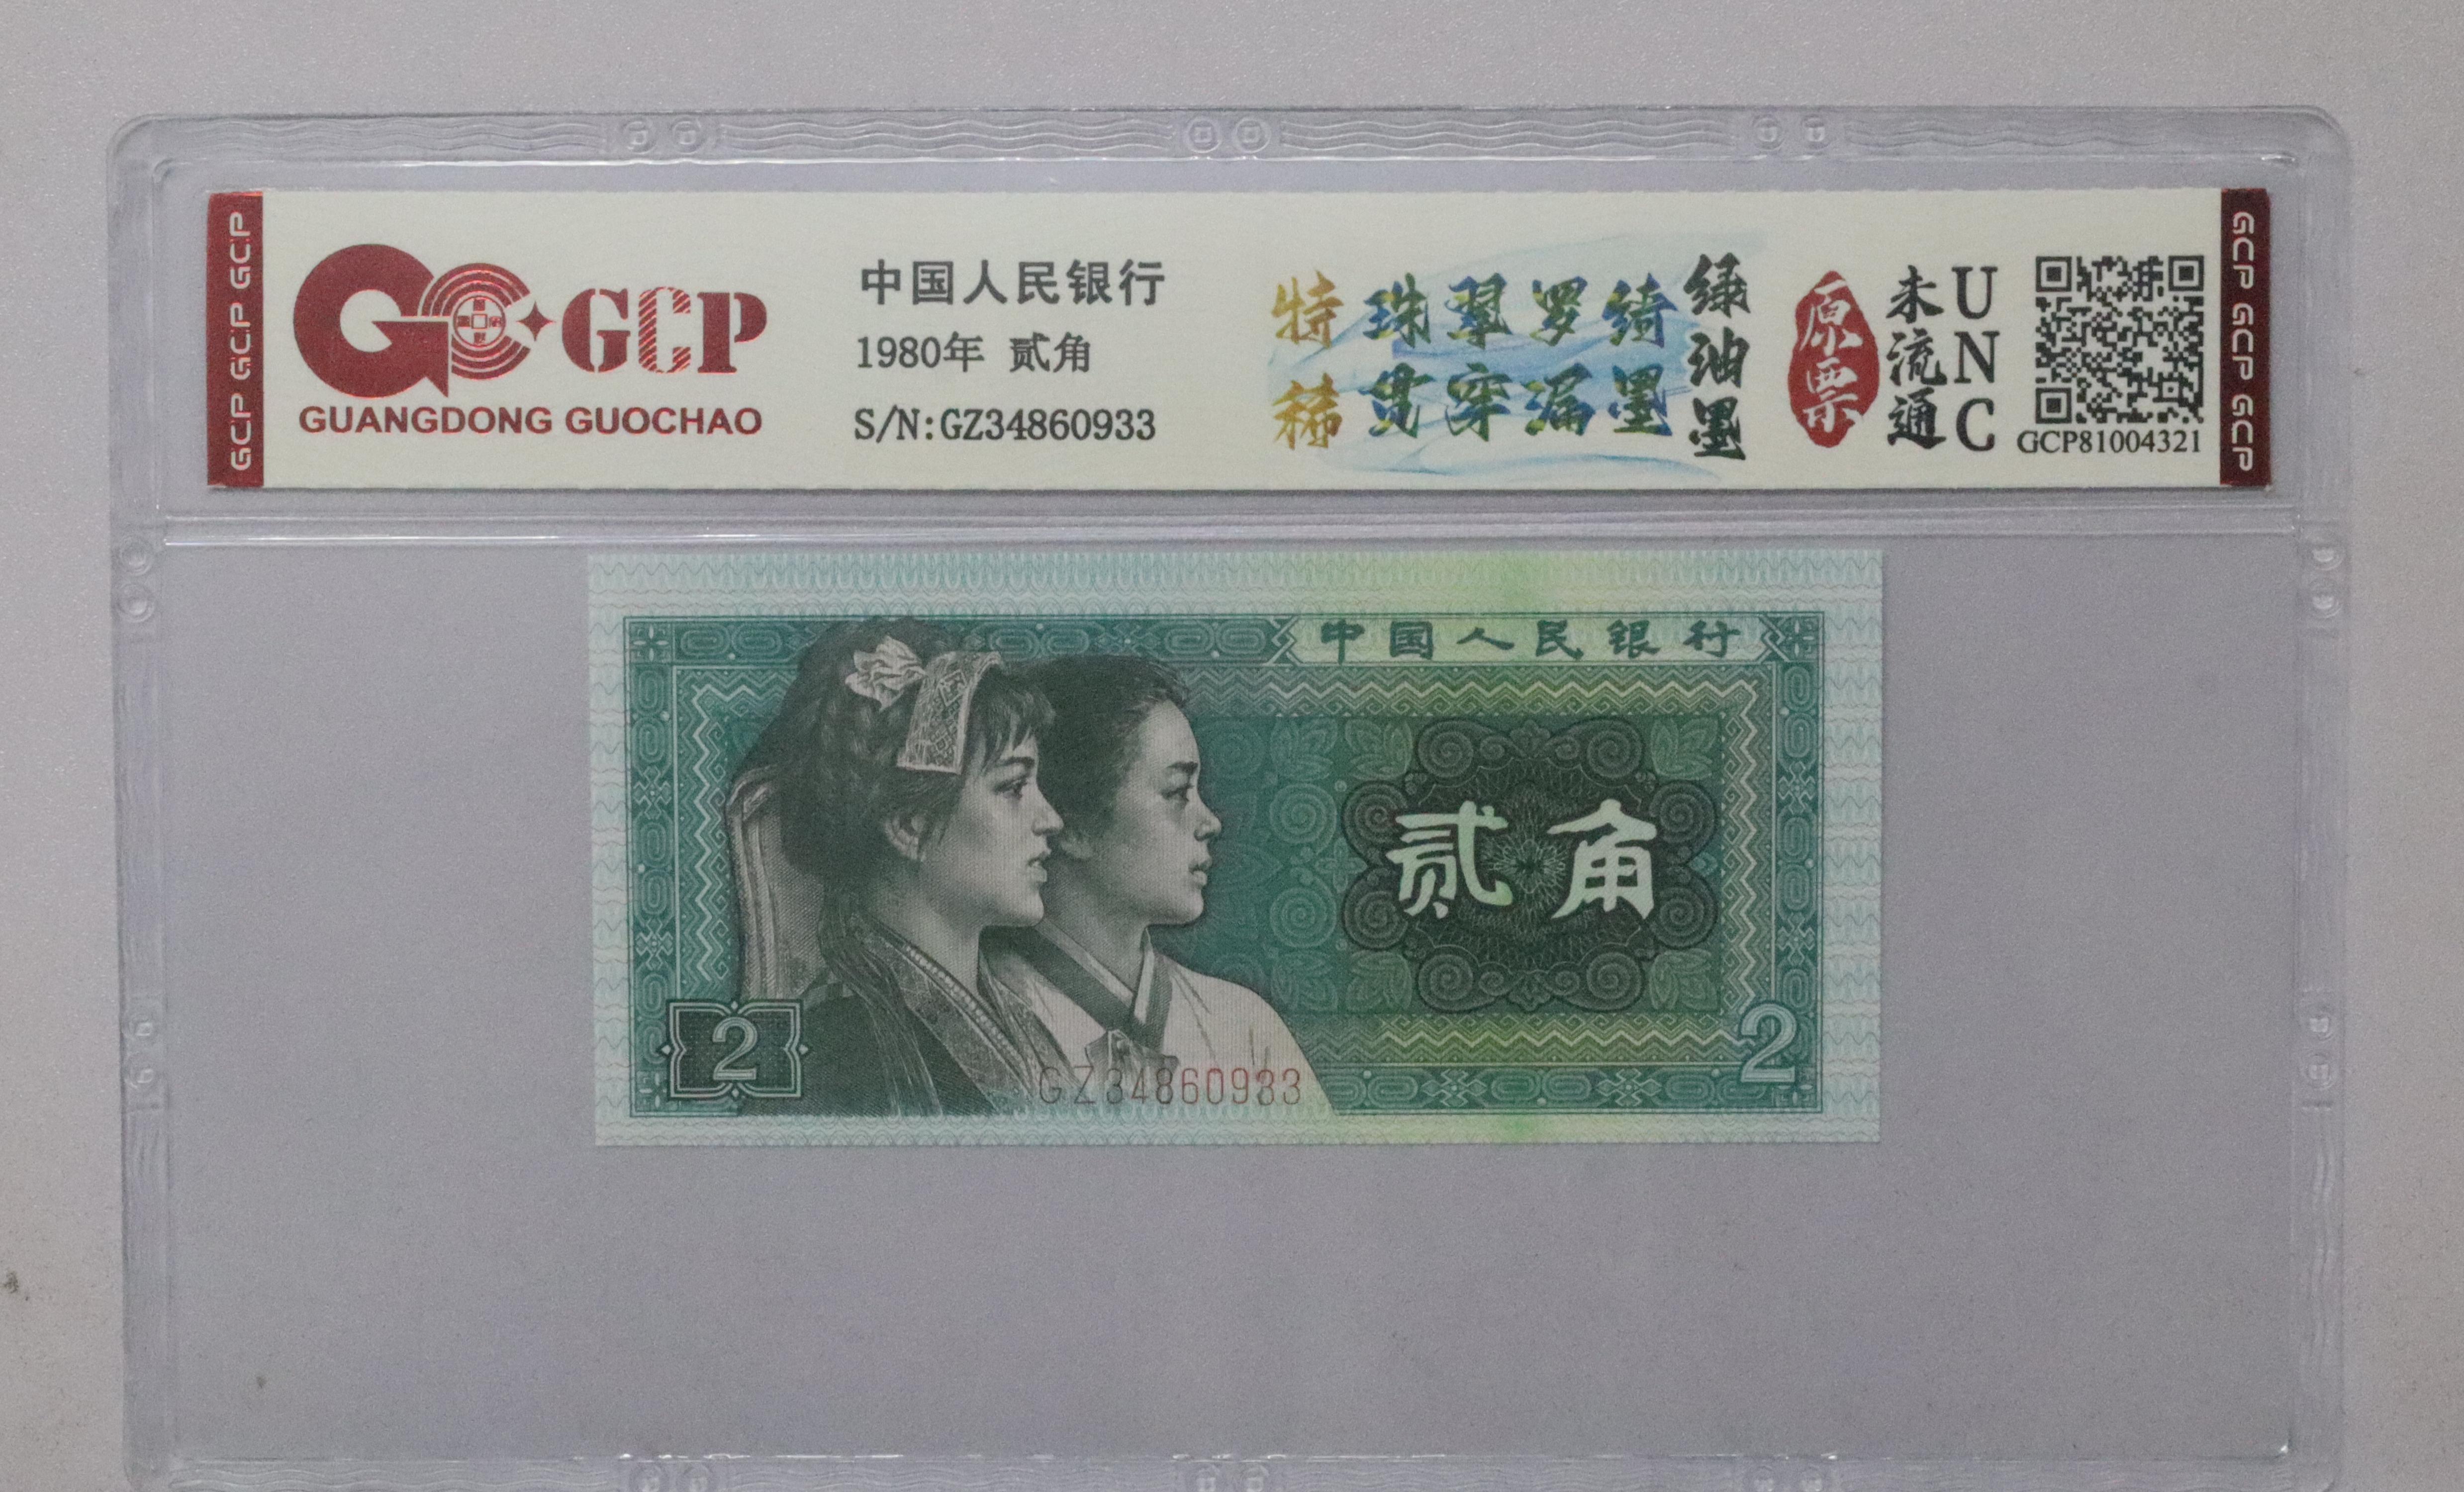 GCP GCP GCP GCP
GCP
GUANGDONG GUOCHAO
中国人民银行
1980年 贰角
S/N:GZ34860933
特稀
珠翠罗绮
贯穿漏墨
绿油墨
原票
未流通
UNC
GCP81004321
GCP GCP GCP GCP
中国人民银行
贰角
2
2
GZ34860933